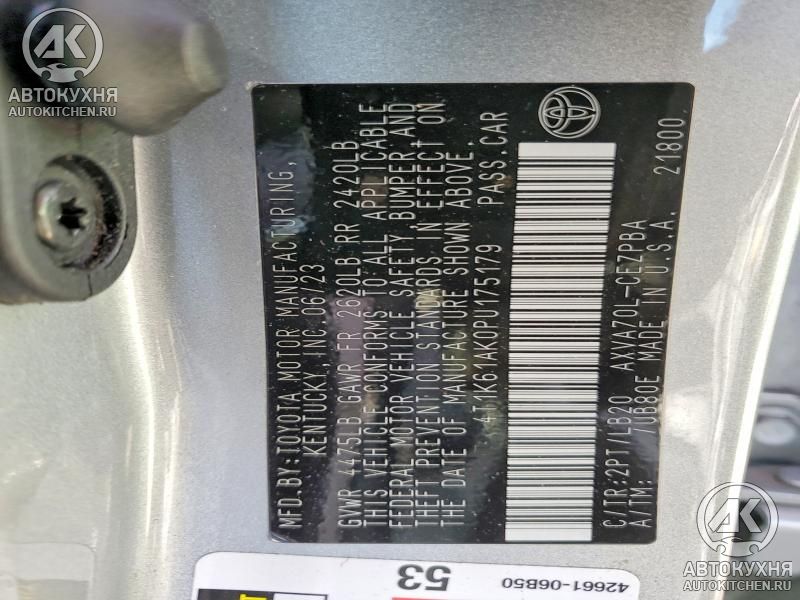 AK
АВТОКУХНЯ
AUTOKITCHEN.RU
MFD.BY:TOYOTA MOTOR MANUFACTURING,
KENTUCKY, INC. 06/23
GVWR 4475LB GAWR FR 2620LB RR 2420LB
THIS VEHICLE CONFORMS TO ALL APPLICABLE
FEDERAL MOTOR VEHICLE SAFETY, BUMPER, AND
THEFT PREVENTION STANDARDS IN EFFECT ON
THE DATE OF MANUFACTURE SHOWN ABOVE.
4T1K61AK0PU175179 PASS.CAR
C/TR:2PT/LB20 AXVA70L-CEZPBA
A/TM: 7UB80E MADE IN U.S.A. 21800
53
42661-06B50
AK
АВТОКУХНЯ
AUTOKITCHEN.RU